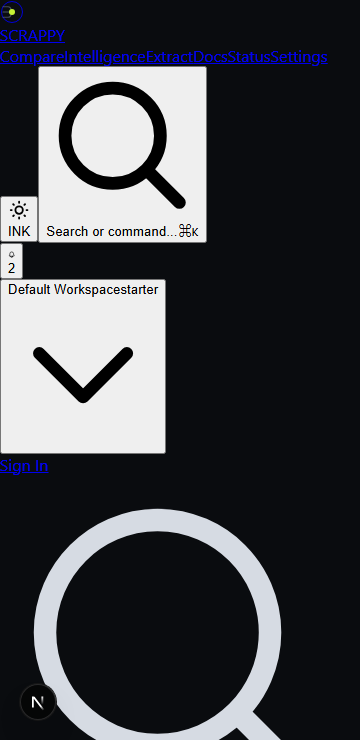 SCRAPPY
CompareIntelligenceExtractDocsStatusSettings
INK
Search or command...⌘K
2
Default Workspacestarter
Sign In
N